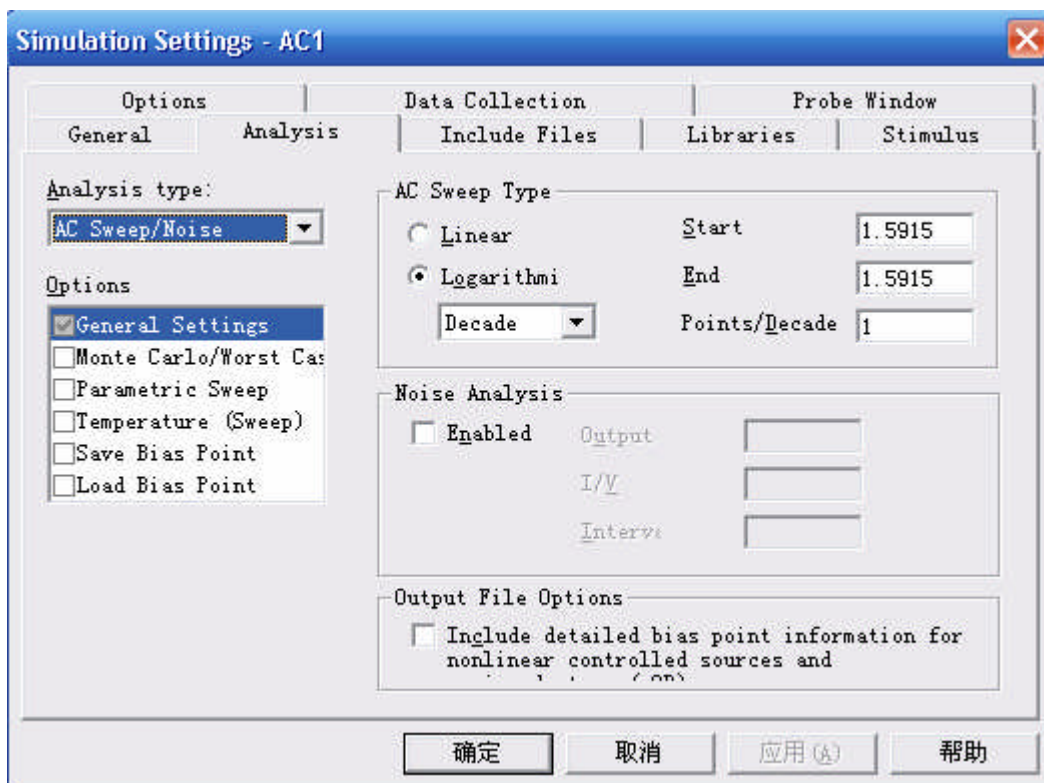 Simulation Settings - AC1
Options Data Collection Probe Window
General Analysis Include Files Libraries Stimulus
Analysis type:
AC Sweep/Noise
Options
General Settings
Monte Carlo/Worst Cas
Parametric Sweep
Temperature (Sweep)
Save Bias Point
Load Bias Point
AC Sweep Type
Linear
Logarithmi
Decade
Start 1.5915
End 1.5915
Points/Decade 1
Noise Analysis
Enabled
Output
I/V
Interva
Output File Options
Include detailed bias point information for
nonlinear controlled sources and
确定 取消 应用(A) 帮助